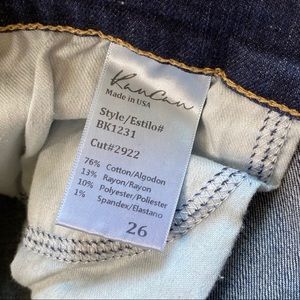 KanCan
Made in USA
Style/Estilo#
BK1231
Cut#2922
76% Cotton/Algodon
13% Rayon/Rayon
10% Polyester/Poliester
1% Spandex/Elastano
26